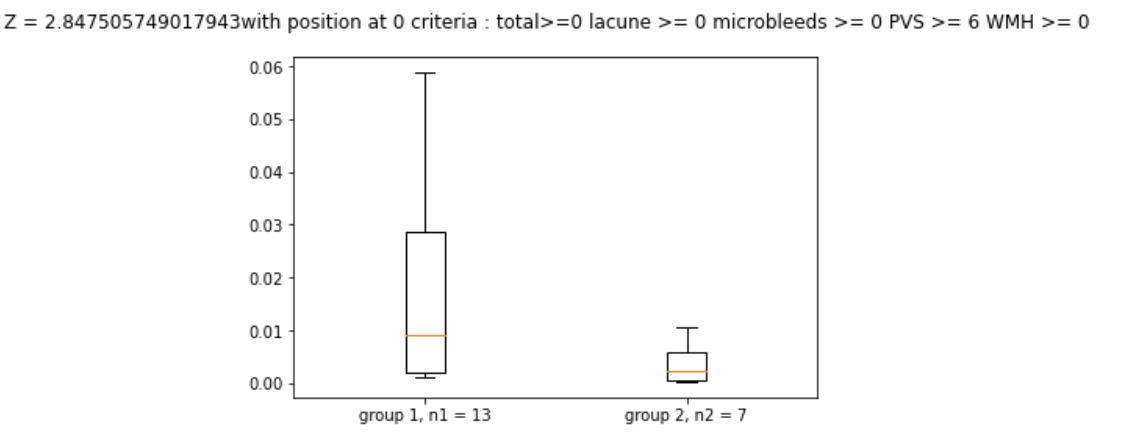 Z = 2.847505749017943with position at 0 criteria : total>=0 lacune >= 0 microbleeds >= 0 PVS >= 6 WMH >= 0
0.06
0.05
0.04
0.03
0.02
0.01
0.00
group 1, n1 = 13
group 2, n2 = 7